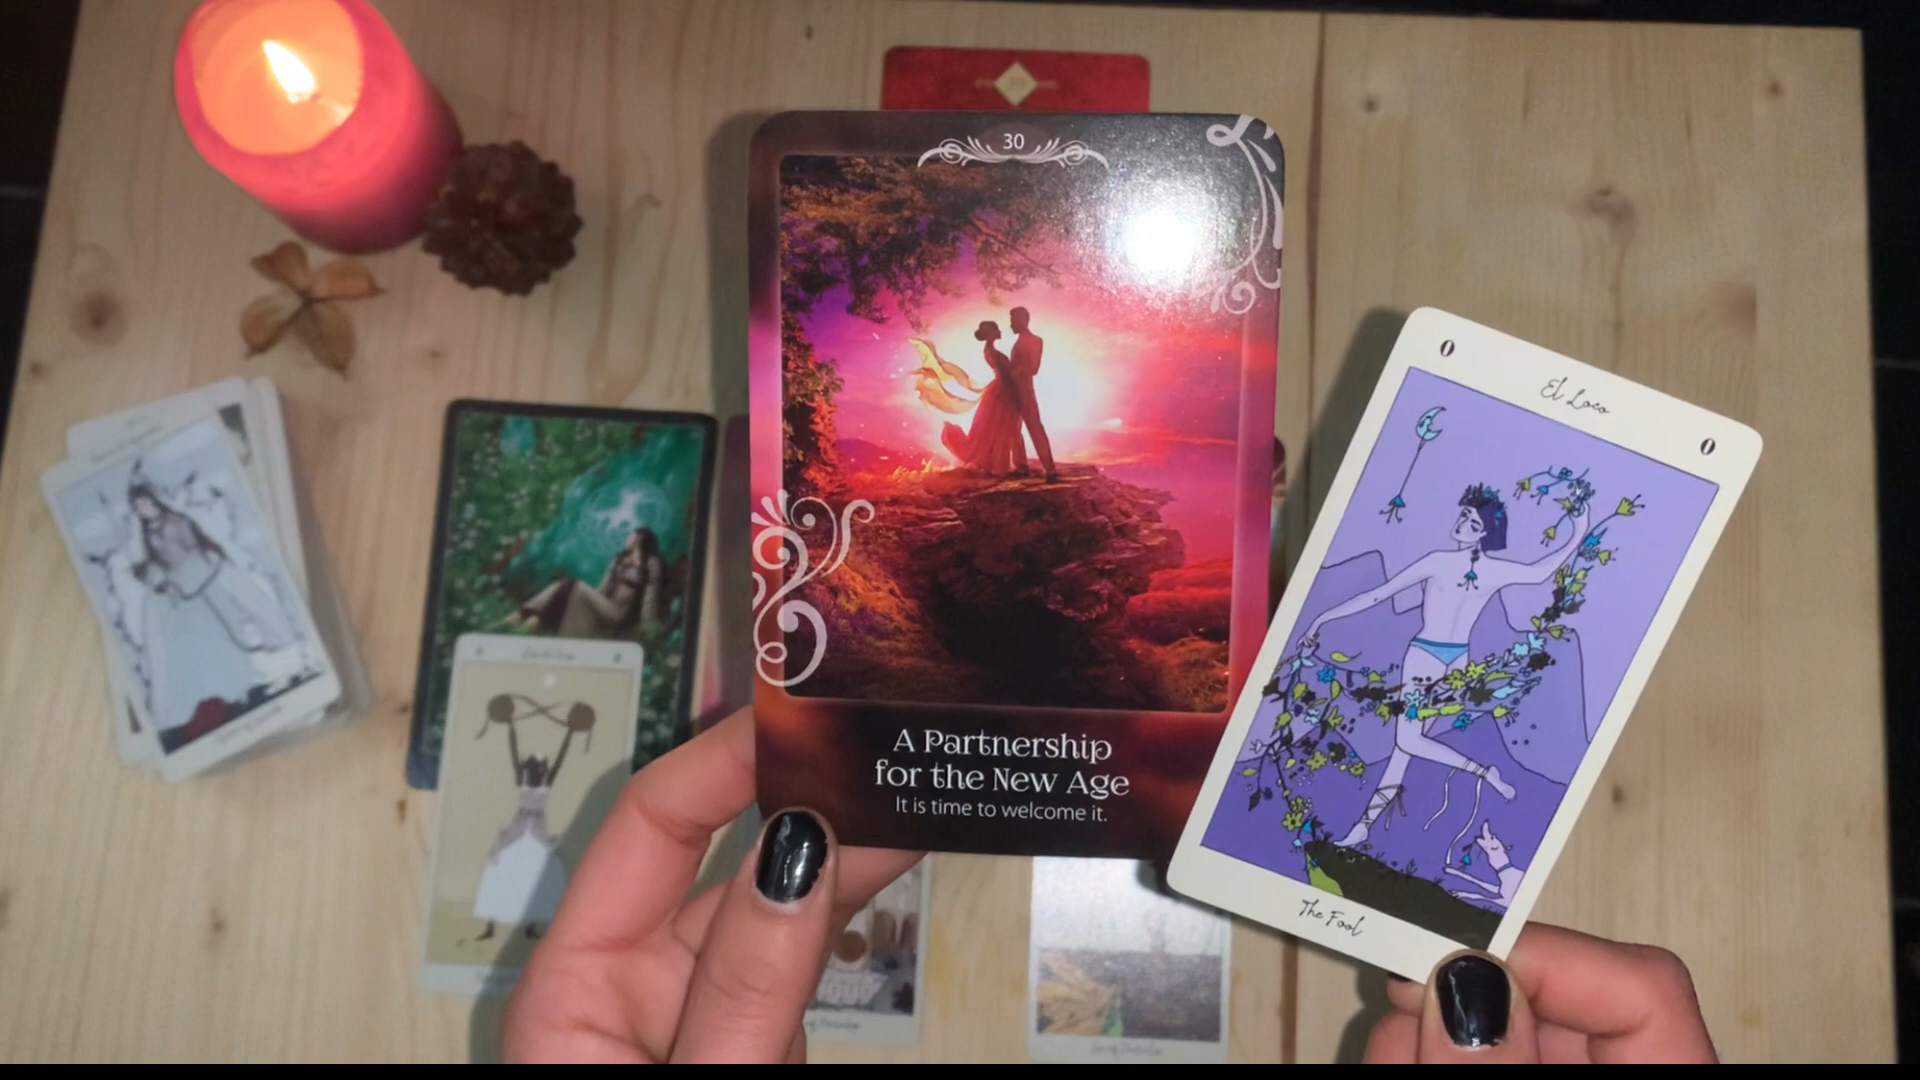 30
A Partnership
for the New Age
It is time to welcome it.
0
El Loco
0
The Fool